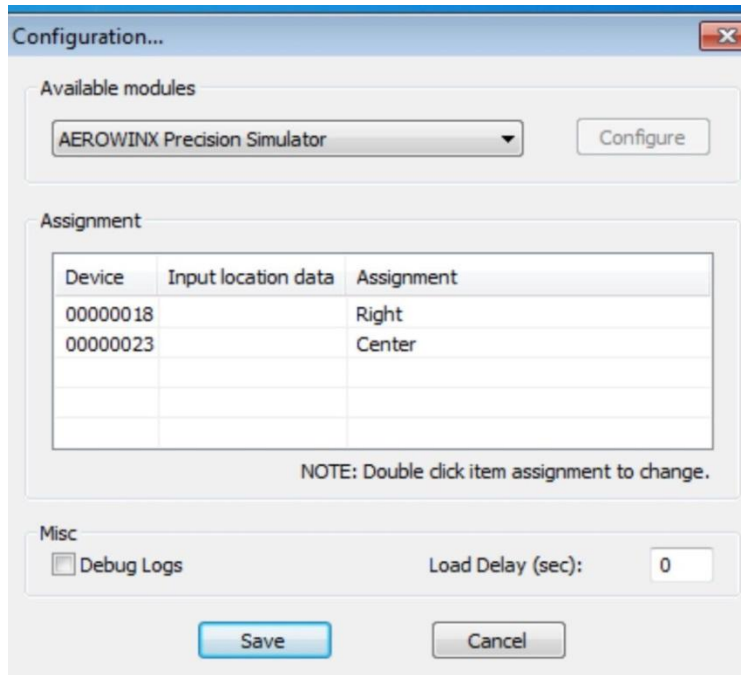 Configuration...
Available modules
AEROWINX Precision Simulator
Configure
Assignment
Device Input location data Assignment
00000018 Right
00000023 Center
NOTE: Double click item assignment to change.
Misc
Debug Logs Load Delay (sec): 0
Save Cancel